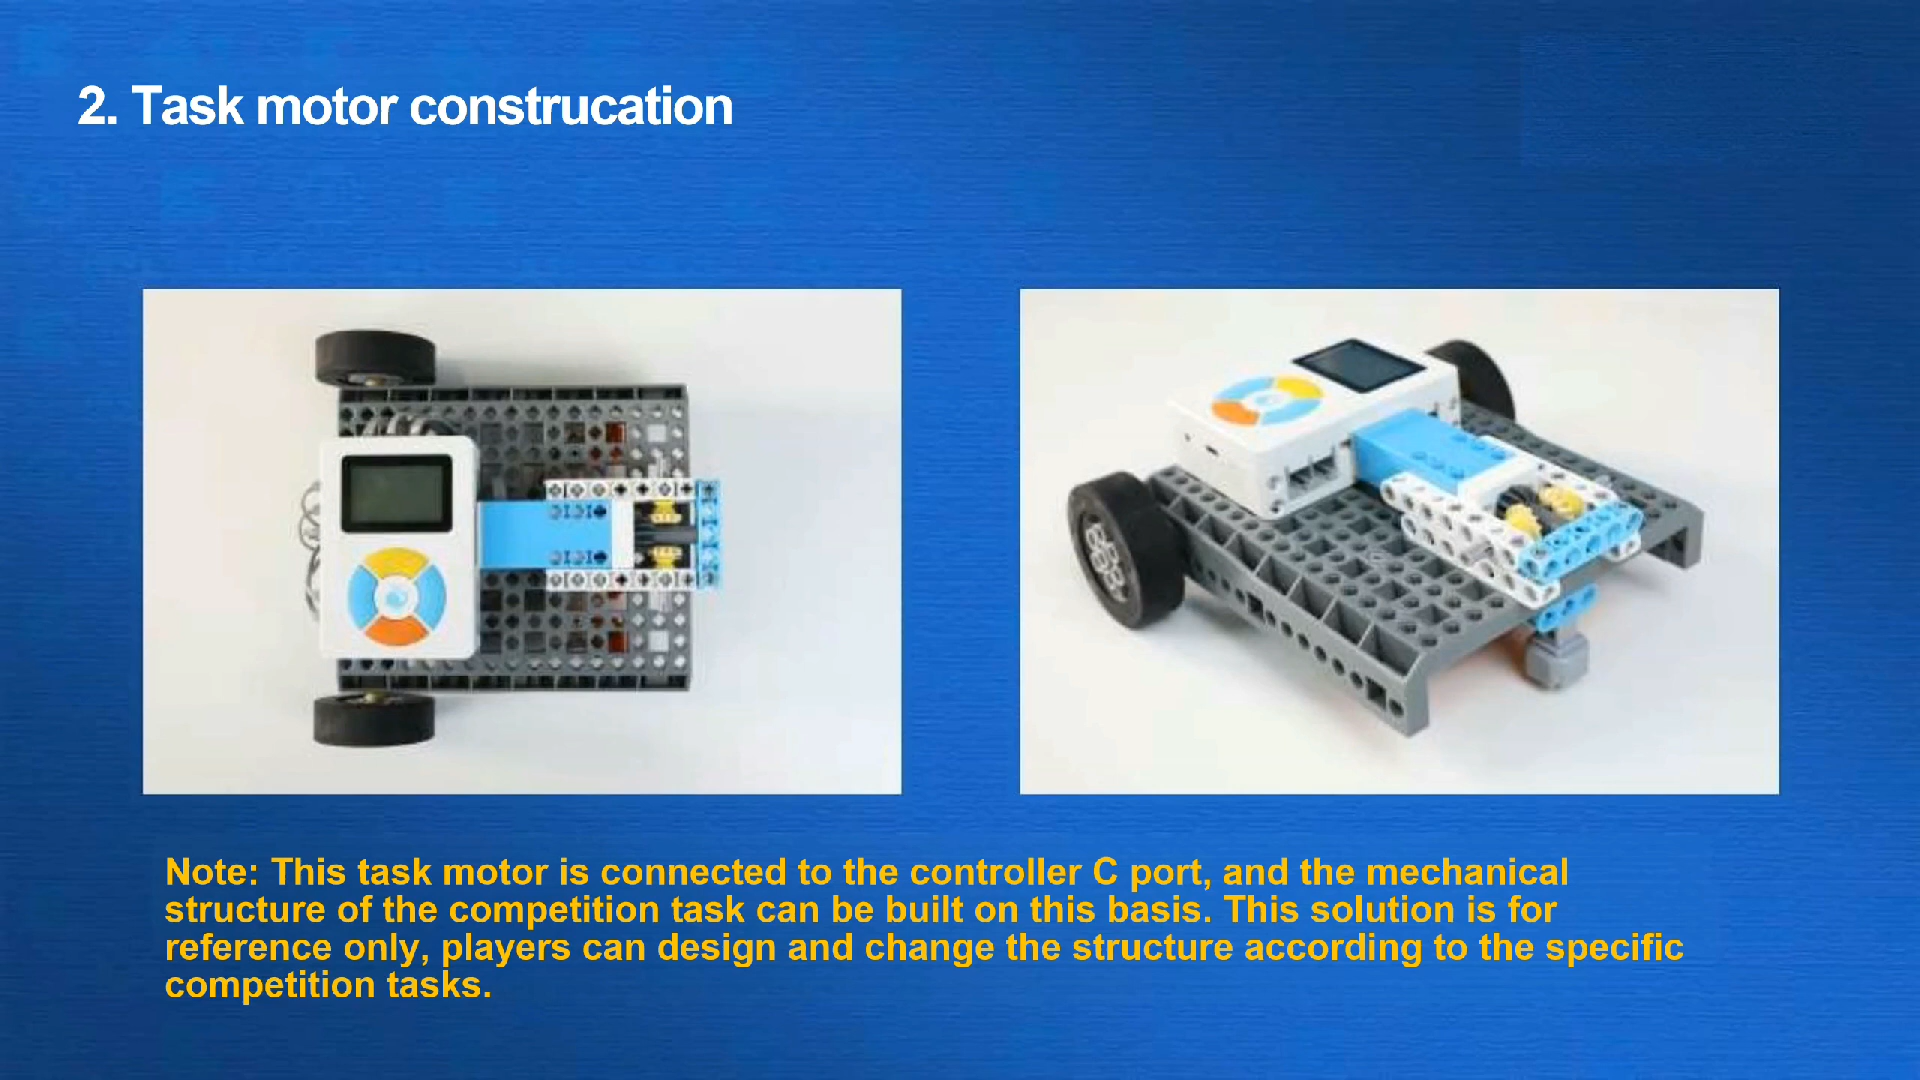 2. Task motor construcation
Note: This task motor is connected to the controller C port, and the mechanical
structure of the competition task can be built on this basis. This solution is for
reference only, players can design and change the structure according to the specific
competition tasks.